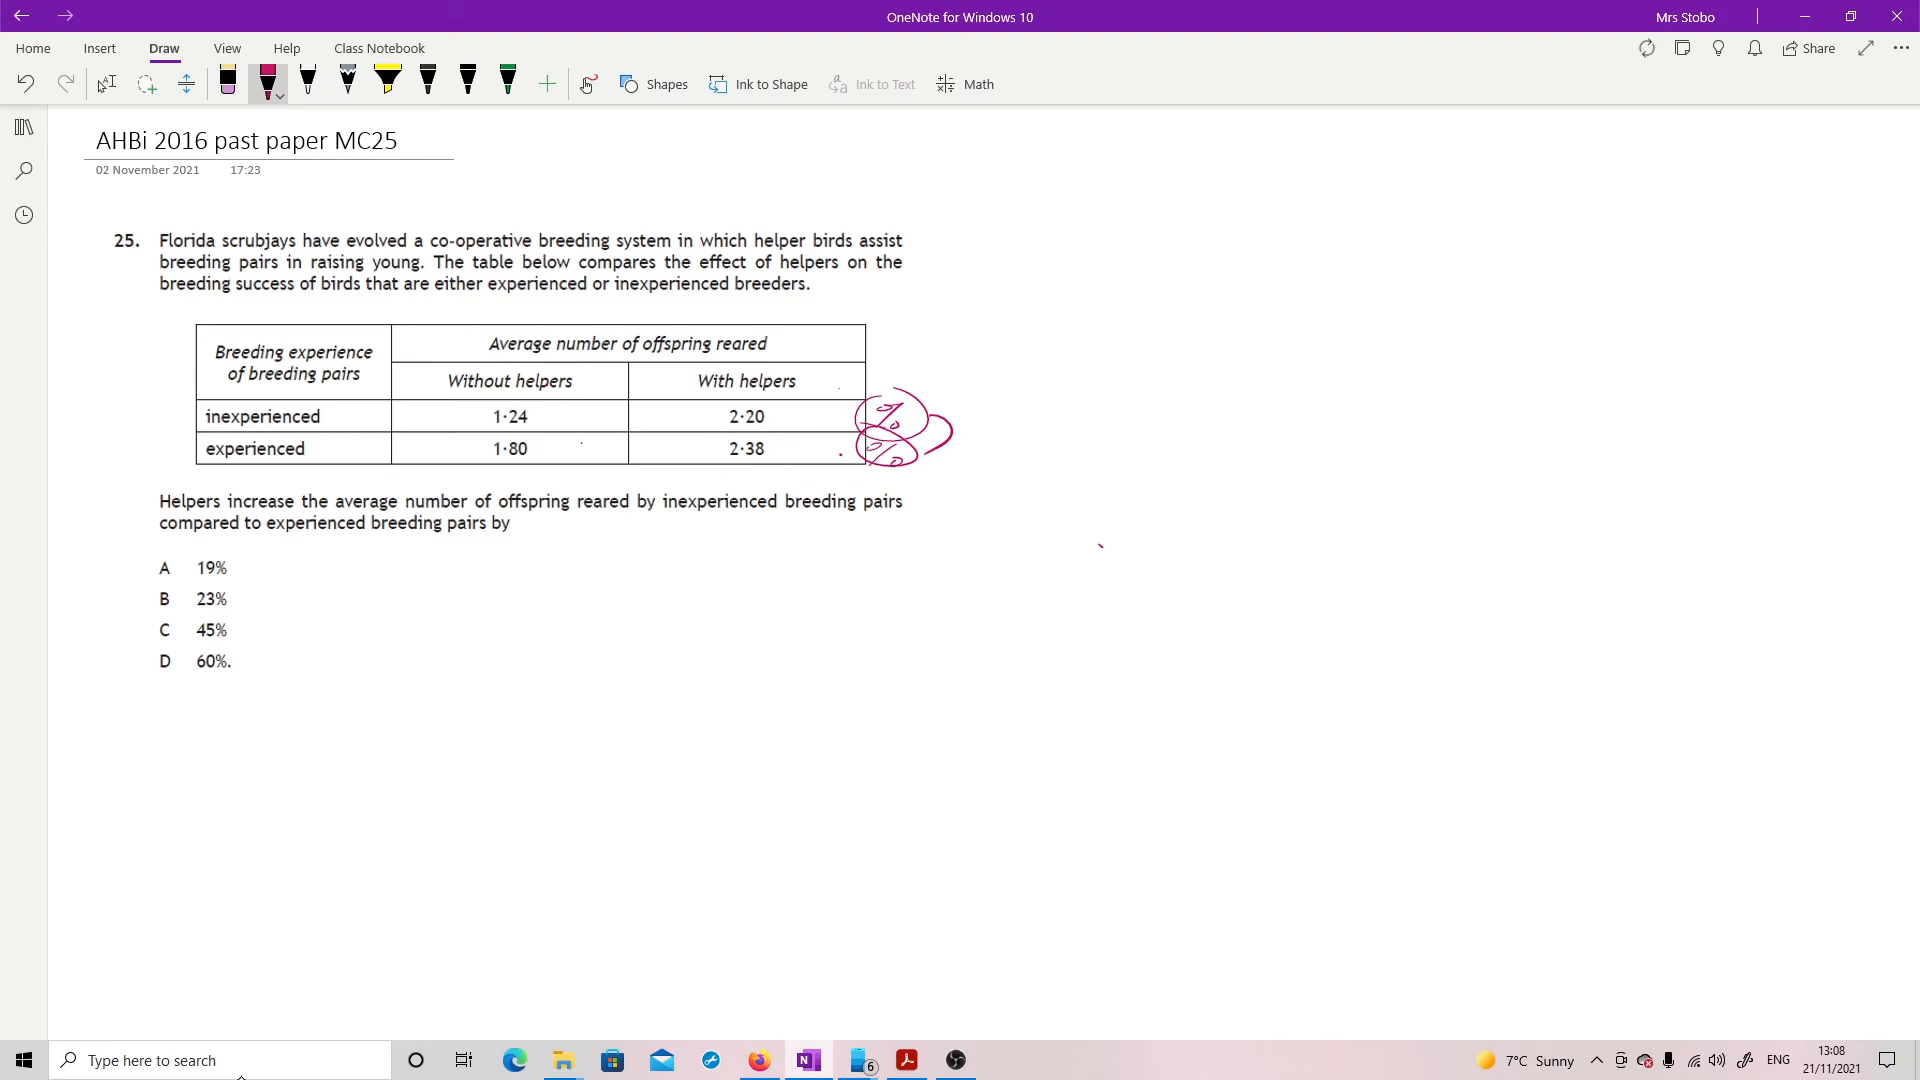 OneNote for Windows 10
Mrs Stobo
Home Insert Draw View Help Class Notebook
Share
Shapes Ink to Shape Ink to Text Math
AHBi 2016 past paper MC25
02 November 2021 17:23
25. Florida scrubjays have evolved a co-operative breeding system in which helper birds assist
breeding pairs in raising young. The table below compares the effect of helpers on the
breeding success of birds that are either experienced or inexperienced breeders.
Breeding experience
of breeding pairs
Average number of offspring reared
Without helpers With helpers
inexperienced 1·24 2·20 %
experienced 1·80 2·38 %
Helpers increase the average number of offspring reared by inexperienced breeding pairs
compared to experienced breeding pairs by
A 19%
B 23%
C 45%
D 60%.
Type here to search
6
7°C Sunny
ENG
13:08
21/11/2021